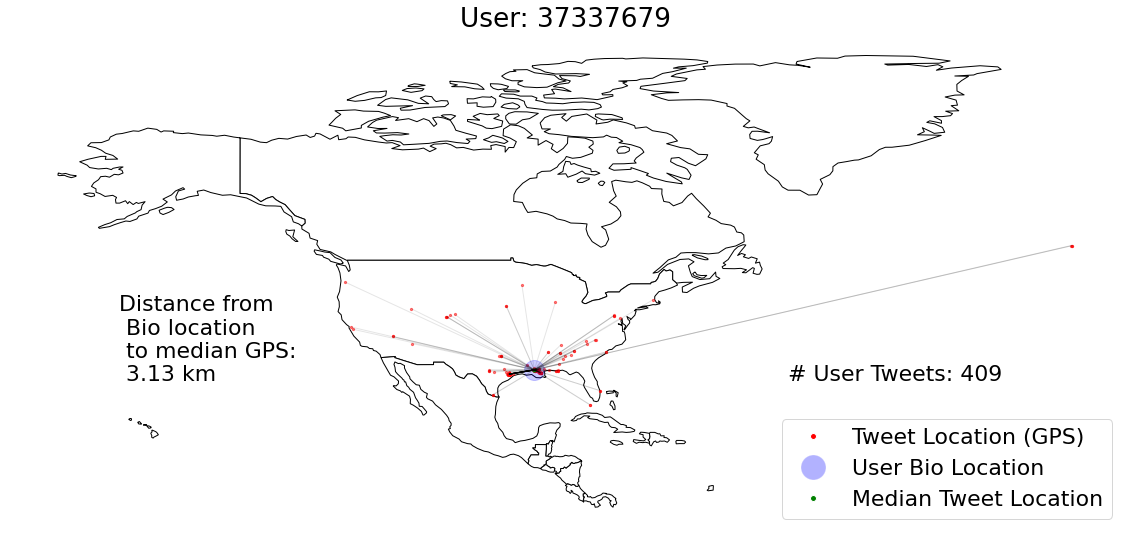 User: 37337679
Distance from
Bio location
to median GPS:
3.13 km
# User Tweets: 409
Tweet Location (GPS)
User Bio Location
Median Tweet Location